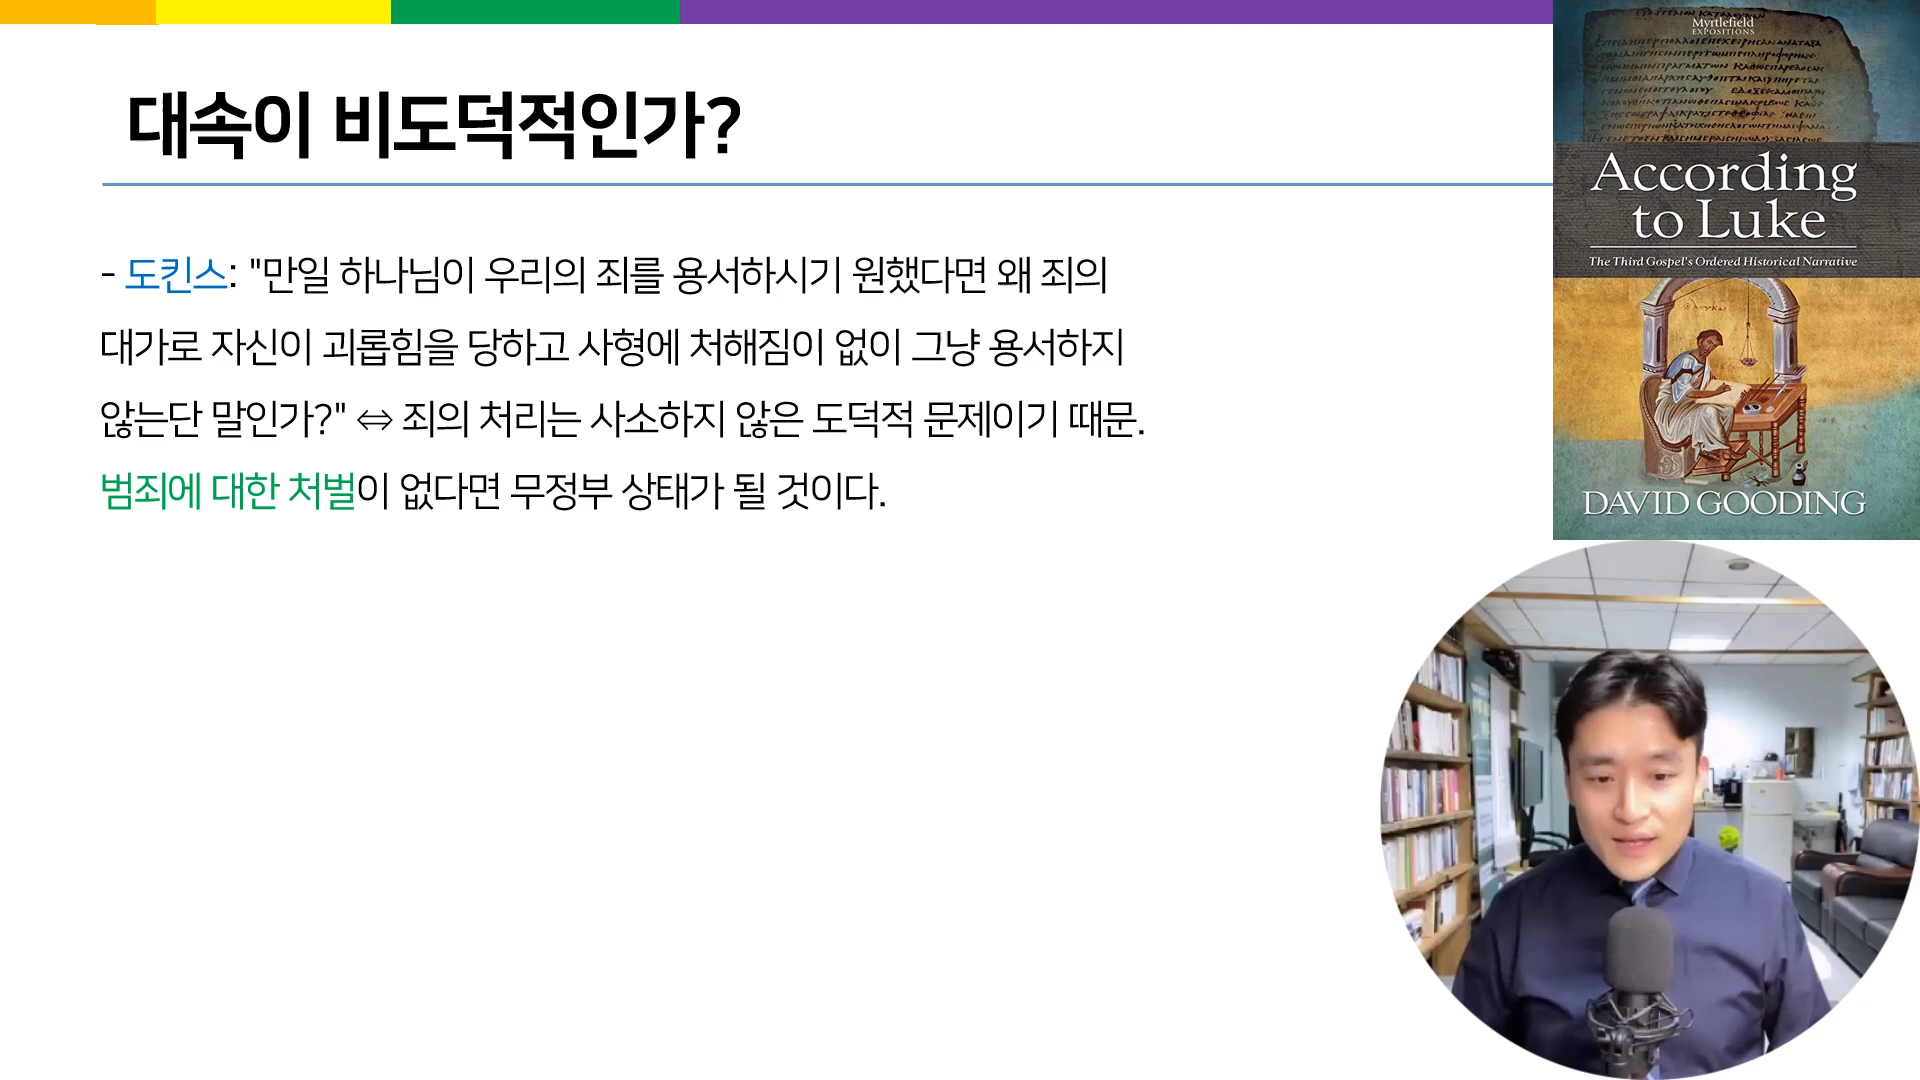 대속이 비도덕적인가?
- 도킨스: "만일 하나님이 우리의 죄를 용서하시기 원했다면 왜 죄의
대가로 자신이 괴롭힘을 당하고 사형에 처해짐이 없이 그냥 용서하지
않는단 말인가?" ⇔ 죄의 처리는 사소하지 않은 도덕적 문제이기 때문.
범죄에 대한 처벌이 없다면 무정부 상태가 될 것이다.
Myrtlefield
EXPOSITIONS
According
to Luke
The Third Gospel's Ordered Historical Narrative
DAVID GOODING